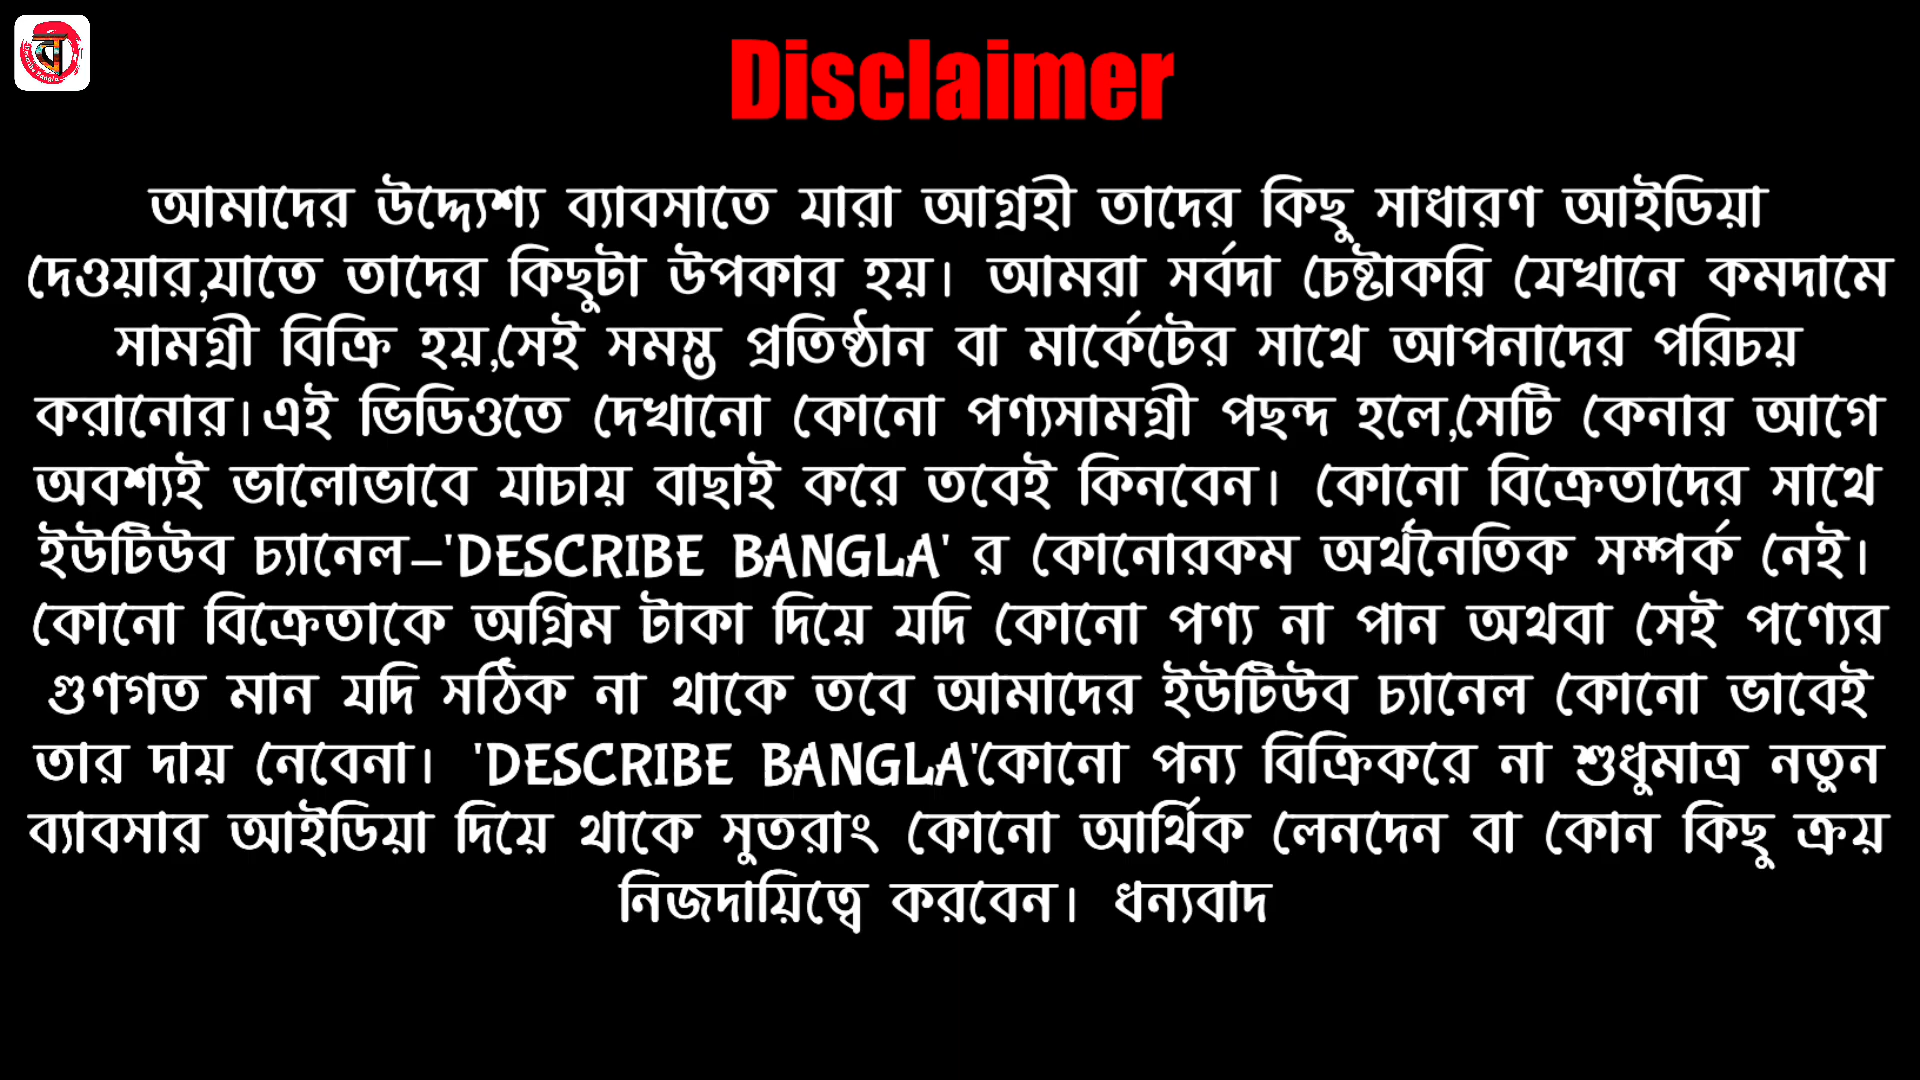 Disclaimer
আমাদের উদ্দ্যেশ্য ব্যাবসাতে যারা আগ্রহী তাদের কিছু সাধারণ আইডিয়া
দেওয়ার,যাতে তাদের কিছুটা উপকার হয়। আমরা সর্বদা চেষ্টাকরি যেখানে কমদামে
সামগ্রী বিক্রি হয়,সেই সমস্ত প্রতিষ্ঠান বা মার্কেটের সাথে আপনাদের পরিচয়
করানোর। এই ভিডিওতে দেখানো কোনো পণ্যসামগ্রী পছন্দ হলে,সেটি কেনার আগে
অবশ্যই ভালোভাবে যাচায় বাছাই করে তবেই কিনবেন। কোনো বিক্রেতাদের সাথে
ইউটিউব চ্যানেল-'DESCRIBE BANGLA' র কোনোরকম অর্থনৈতিক সম্পর্ক নেই।
কোনো বিক্রেতাকে অগ্রিম টাকা দিয়ে যদি কোনো পণ্য না পান অথবা সেই পণ্যের
গুণগত মান যদি সঠিক না থাকে তবে আমাদের ইউটিউব চ্যানেল কোনো ভাবেই
তার দায় নেবেনা। 'DESCRIBE BANGLA'কোনো পন্য বিক্রিকরে না শুধুমাত্র নতুন
ব্যাবসার আইডিয়া দিয়ে থাকে সুতরাং কোনো আর্থিক লেনদেন বা কোন কিছু ক্রয়
নিজদায়িত্বে করবেন। ধন্যবাদ